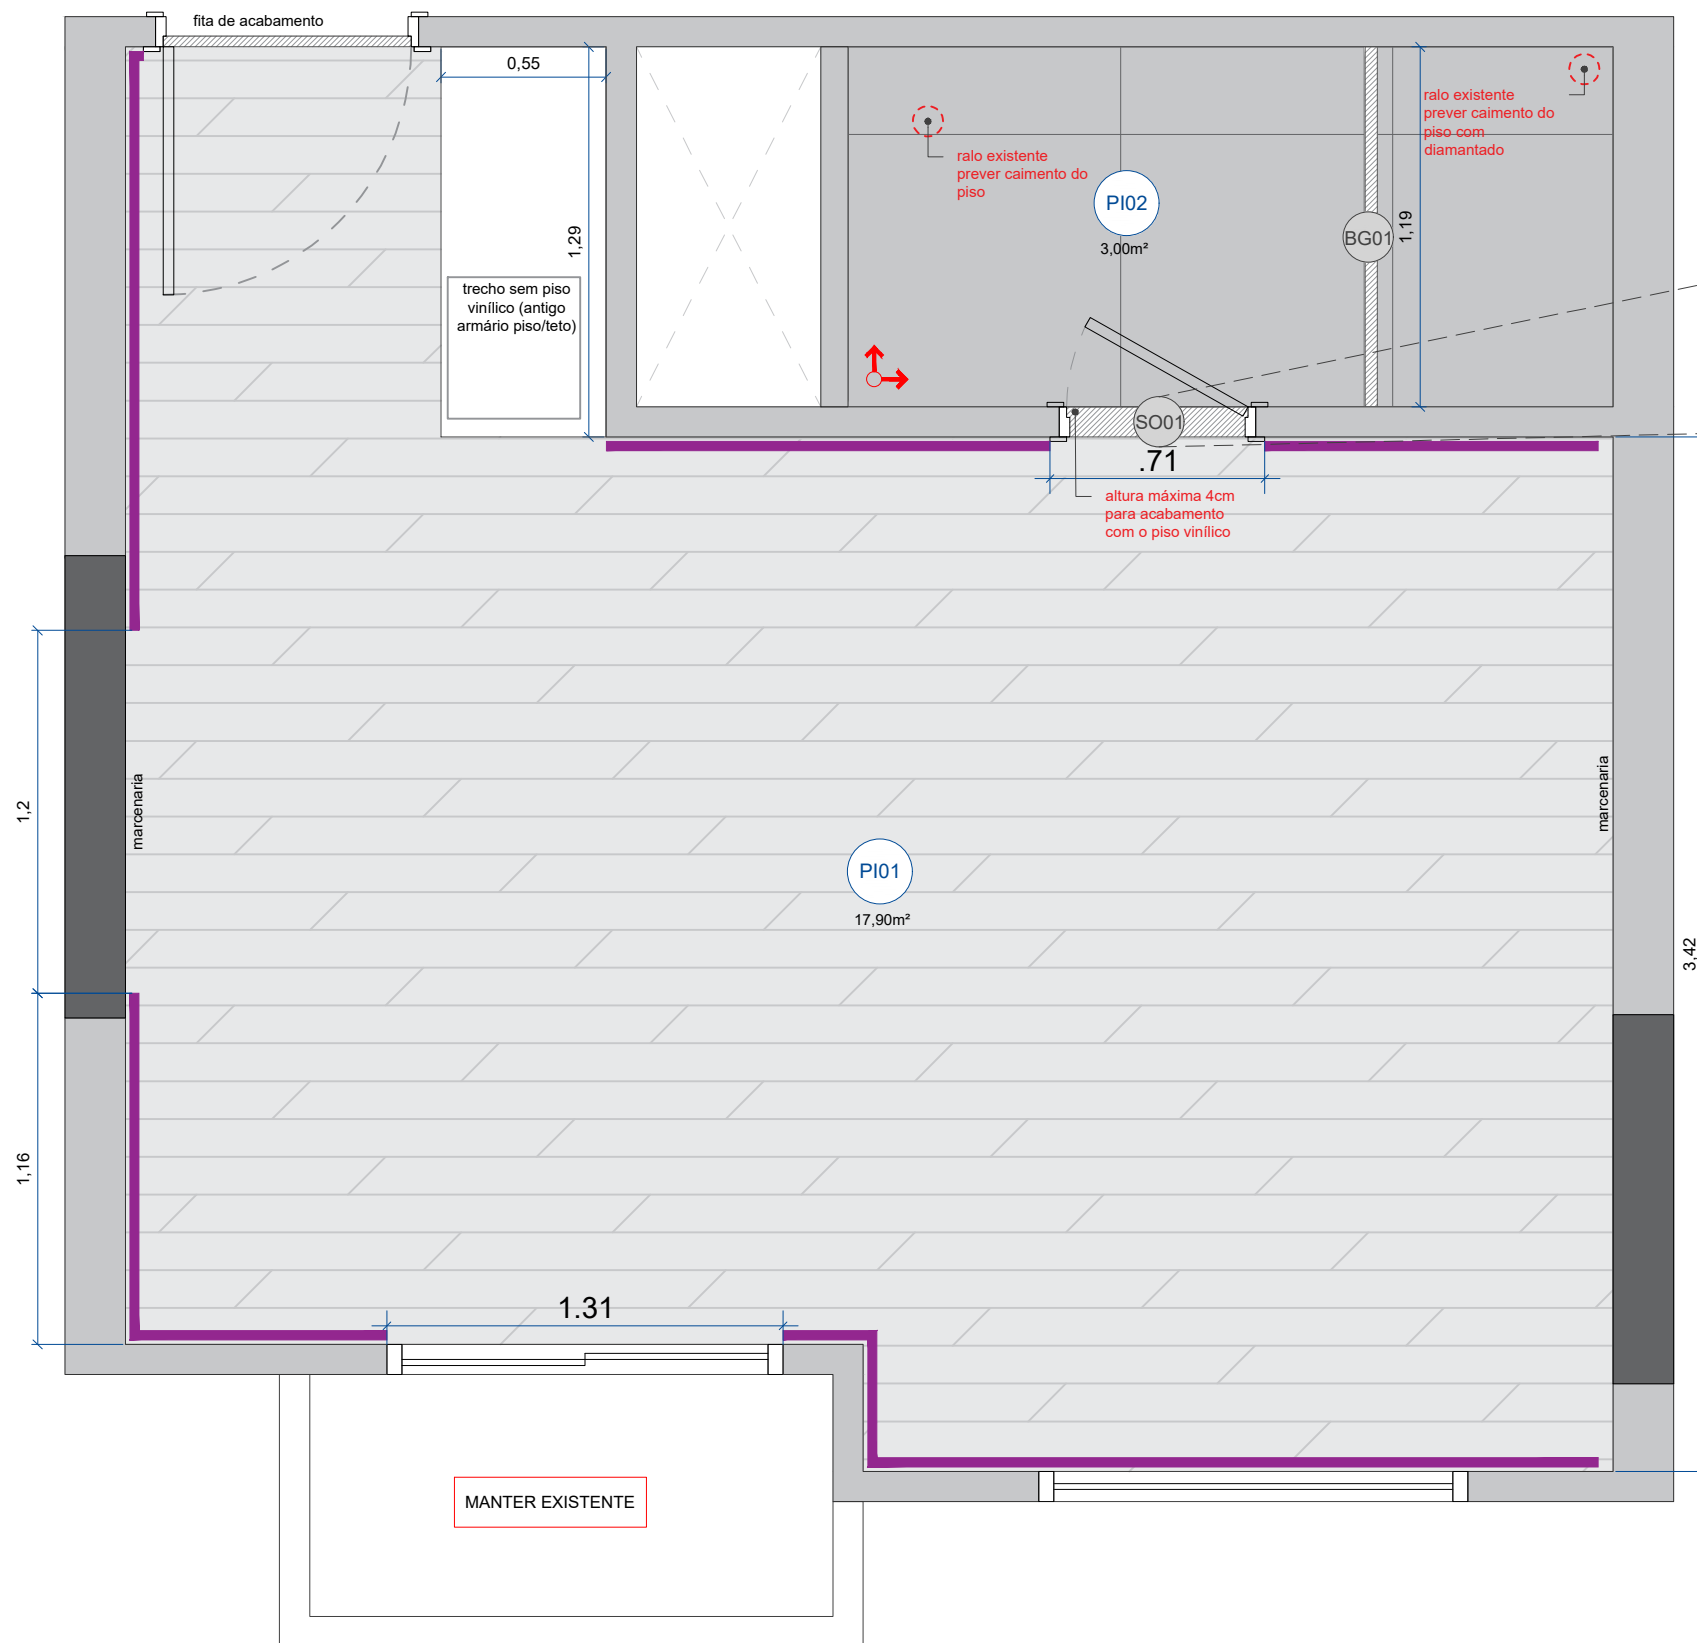 fita de acabamento
0,55
ralo existente
prever caimento do
piso com
diamantado
ralo existente
prever caimento do
piso
PI02
3,00m²
BG01
1,19
1,29
trecho sem piso
vinílico (antigo
armário piso/teto)
SO01
.71
altura máxima 4cm
para acabamento
com o piso vinílico
1,2
marcenaria
marcenaria
PI01
17,90m²
3,42
1,16
1.31
MANTER EXISTENTE